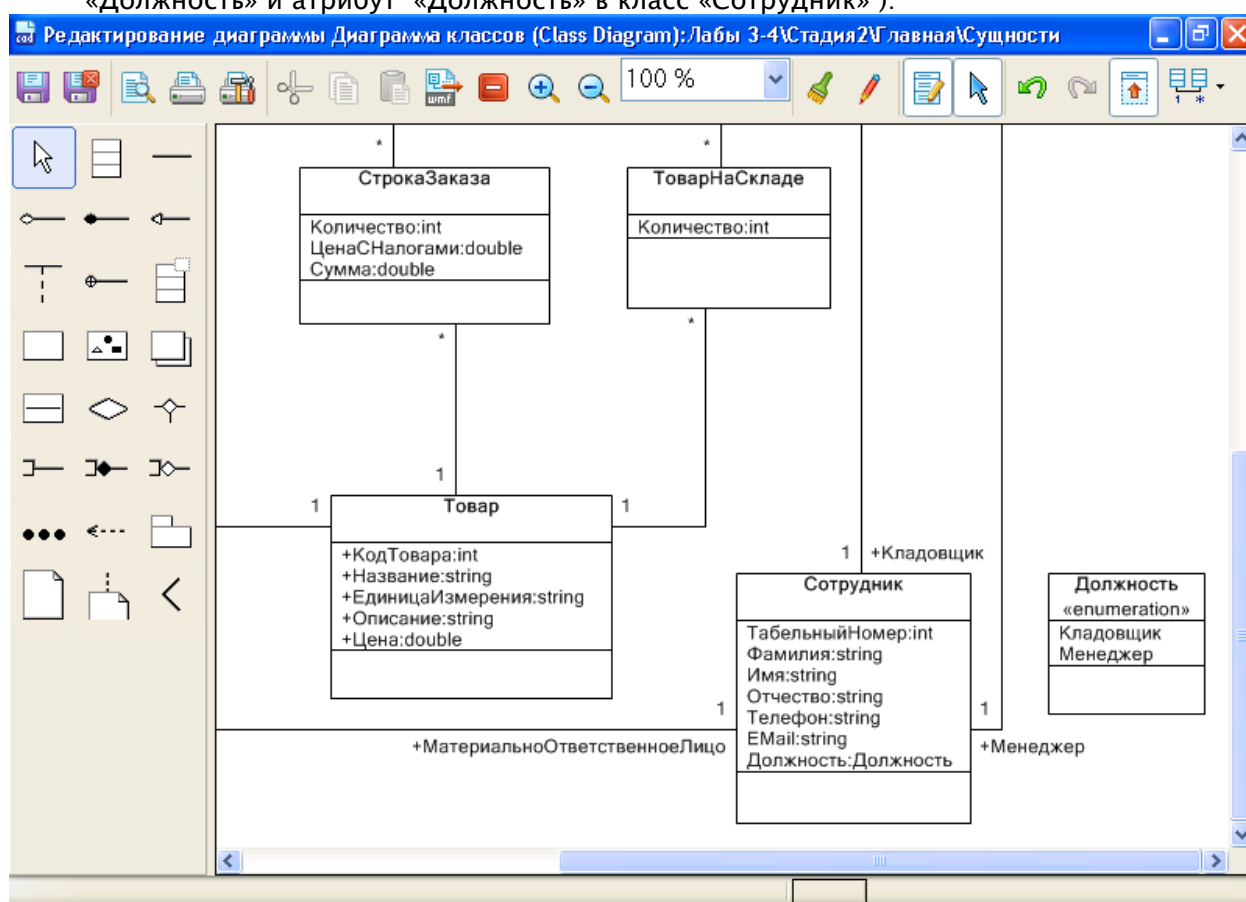 «Должность» и атрибут «Должность» в класс «Сотрудник» ).
Редактирование диаграммы Диаграмма классов (Class Diagram):Лабы 3-4\Стадия2\Главная\Сущности
wmf
100 %
1 *
*
*
СтрокаЗаказа
Количество:int
ЦенаСНалогами:double
Сумма:double
ТоварНаСкладе
Количество:int
*
*
1
1
Товар
1
+КодТовара:int
+Название:string
+ЕдиницаИзмерения:string
+Описание:string
+Цена:double
1 +Кладовщик
Сотрудник
ТабельныйНомер:int
Фамилия:string
Имя:string
Отчество:string
Телефон:string
EMail:string
Должность:Должность
Должность
«enumeration»
Кладовщик
Менеджер
1
+МатериальноОтветственноеЛицо
1
+Менеджер